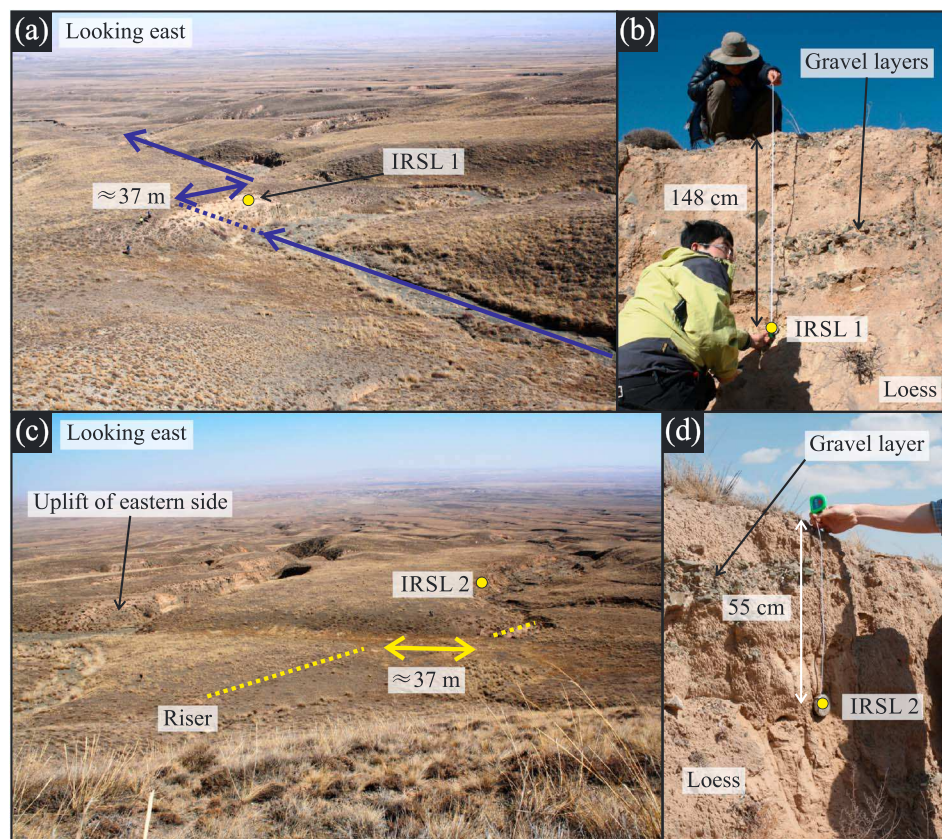 (a)
Looking east
IRSL 1
≈37 m
(b)
Gravel layers
148 cm
IRSL 1
Loess
(c)
Looking east
Uplift of eastern side
IRSL 2
≈37 m
Riser
(d)
Gravel layer
55 cm
IRSL 2
Loess